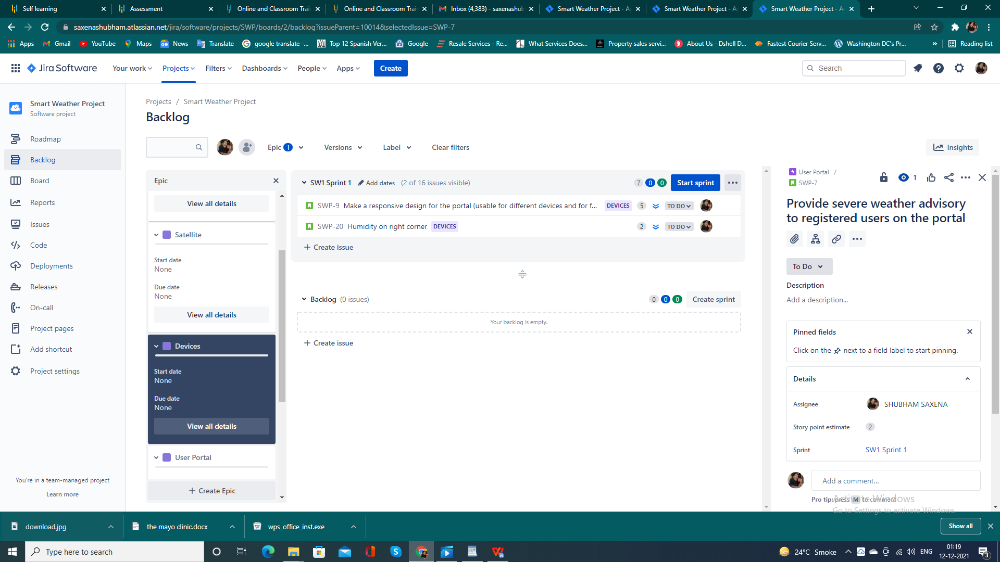 Self learning
Assessment
Online and Classroom Trai
Online and Classroom Trai
Inbox (4,383) - saxenashub
Smart Weather Project - A
Smart Weather Project - A
Smart Weather Project - A
saxenashubham.atlassian.net/jira/software/projects/SWP/boards/2/backlog?issueParent=10014&selectedIssue=SWP-7
Apps
Gmail
YouTube
Maps
News
Translate
google translate -...
Top 12 Spanish Ver...
Google
Resale Services - Re...
What Services Does...
Property sales servi...
About Us - Dshell D...
Fastest Courier Serv...
Washington DC's Pr...
»
Reading list
Jira Software
Your work
Projects
Filters
Dashboards
People
Apps
Create
Search
Smart Weather Project
Software project
Roadmap
Backlog
Board
Reports
Issues
Code
Deployments
Releases
On-call
Project pages
Add shortcut
Project settings
You're in a team-managed project
Learn more
Projects / Smart Weather Project
Backlog
Epic 1
Versions
Label
Clear filters
Insights
Epic
View all details
Satellite
Start date
None
Due date
None
View all details
Devices
Start date
None
Due date
None
View all details
User Portal
+ Create Epic
SW1 Sprint 1 Add dates (2 of 16 issues visible)
7 0 0 Start sprint
SWP-9 Make a responsive design for the portal (usable for different devices and for f... DEVICES 5 TO DO
SWP-20 Humidity on right corner DEVICES 2 TO DO
+ Create issue
Backlog (0 issues)
0 0 0 Create sprint
Your backlog is empty.
+ Create issue
User Portal /
SWP-7
1
Provide severe weather advisory
to registered users on the portal
To Do
Description
Add a description...
Pinned fields
Click on the next to a field label to start pinning.
Details
Assignee SHUBHAM SAXENA
Story point estimate 2
Sprint SW1 Sprint 1
Add a comment...
Pro tip: press M to comment
Activate Windows
Go to Settings to activate Windows.
download.jpg
the mayo clinic.docx
wps_office_inst.exe
Show all
Type here to search
24°C Smoke
ENG
01:19
12-12-2021
3